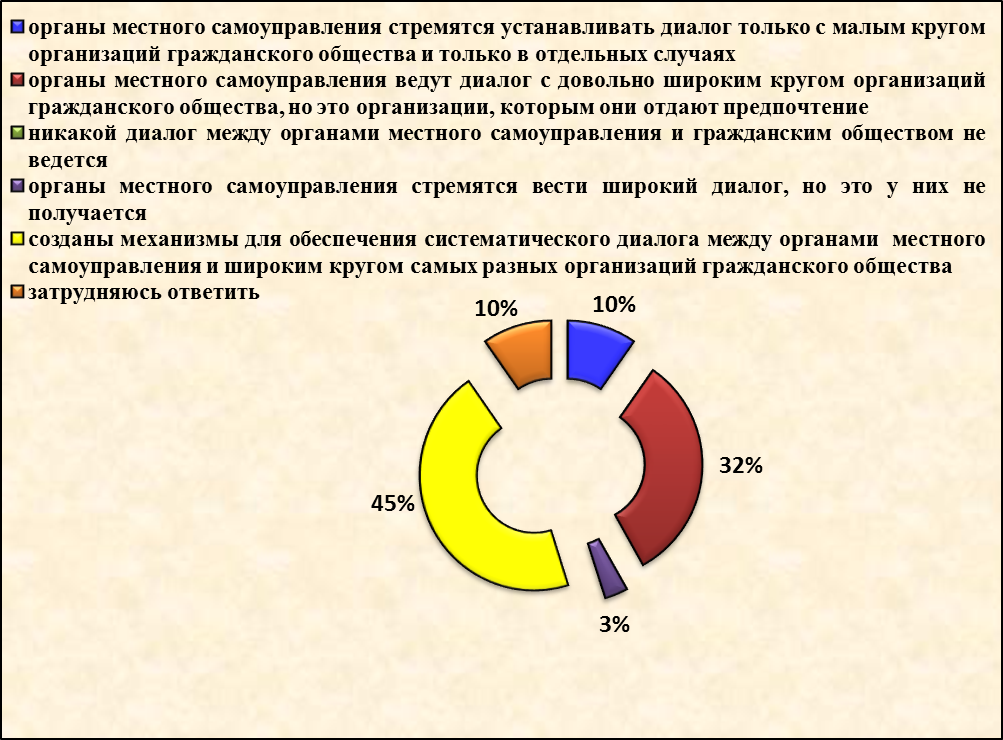 органы местного самоуправления стремятся устанавливать диалог только с малым кругом
организаций гражданского общества и только в отдельных случаях
органы местного самоуправления ведут диалог с довольно широким кругом организаций
гражданского общества, но это организации, которым они отдают предпочтение
никакой диалог между органами местного самоуправления и гражданским обществом не
ведется
органы местного самоуправления стремятся вести широкий диалог, но это у них не
получается
созданы механизмы для обеспечения систематического диалога между органами местного
самоуправления и широким кругом самых разных организаций гражданского общества
затрудняюсь ответить
10%
10%
32%
45%
3%